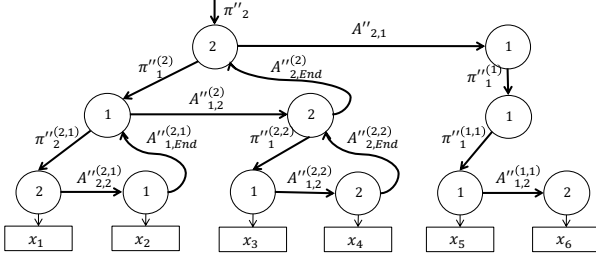 π''₂
2
A''₂,₁
1
π''₁⁽²⁾
A''₂,End⁽²⁾
π''₁⁽¹⁾
1
A''₁,₂⁽²⁾
2
1
π''₂⁽²,¹⁾
A''₁,End⁽²,¹⁾
π''₁⁽²,²⁾
A''₂,End⁽²,²⁾
π''₁⁽¹,¹⁾
2
A''₂,₂⁽²,¹⁾
1
1
A''₁,₂⁽²,²⁾
2
1
A''₁,₂⁽¹,¹⁾
2
x₁
x₂
x₃
x₄
x₅
x₆